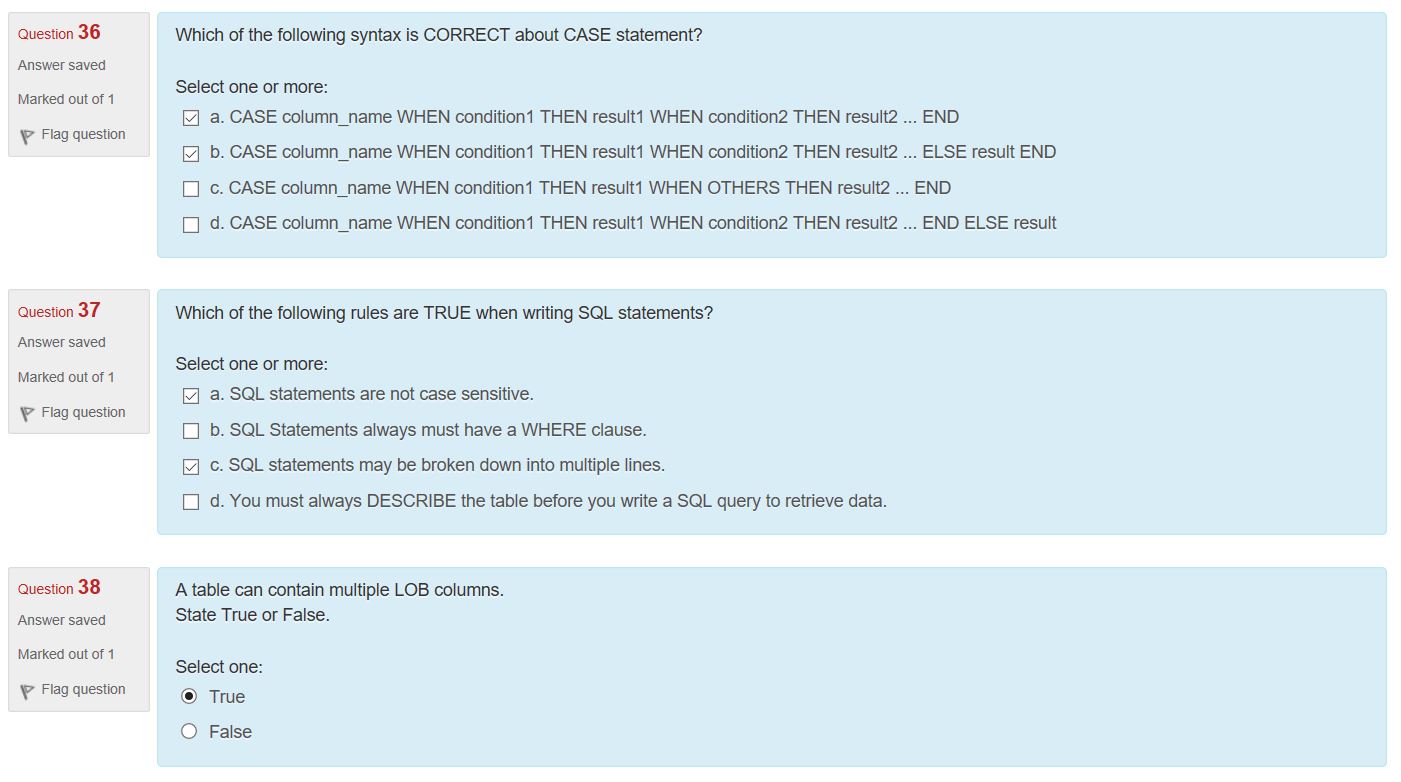 Question 36
Answer saved
Marked out of 1
Flag question
Which of the following syntax is CORRECT about CASE statement?
Select one or more:
a. CASE column_name WHEN condition1 THEN result1 WHEN condition2 THEN result2 ... END
b. CASE column_name WHEN condition1 THEN result1 WHEN condition2 THEN result2 ... ELSE result END
c. CASE column_name WHEN condition1 THEN result1 WHEN OTHERS THEN result2 ... END
d. CASE column_name WHEN condition1 THEN result1 WHEN condition2 THEN result2 ... END ELSE result
Question 37
Answer saved
Marked out of 1
Flag question
Which of the following rules are TRUE when writing SQL statements?
Select one or more:
a. SQL statements are not case sensitive.
b. SQL Statements always must have a WHERE clause.
c. SQL statements may be broken down into multiple lines.
d. You must always DESCRIBE the table before you write a SQL query to retrieve data.
Question 38
Answer saved
Marked out of 1
Flag question
A table can contain multiple LOB columns.
State True or False.
Select one:
True
False